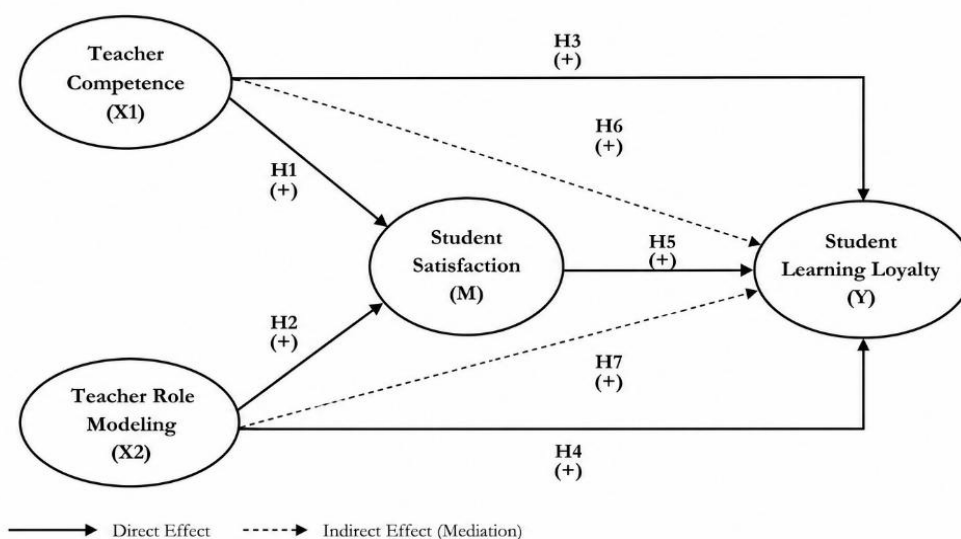 Teacher
Competence
(X1)
H3
(+)
H6
(+)
H1
(+)
Student
Satisfaction
(M)
H5
(+)
Student
Learning Loyalty
(Y)
H2
(+)
H7
(+)
Teacher Role
Modeling
(X2)
H4
(+)
Direct Effect
Indirect Effect (Mediation)